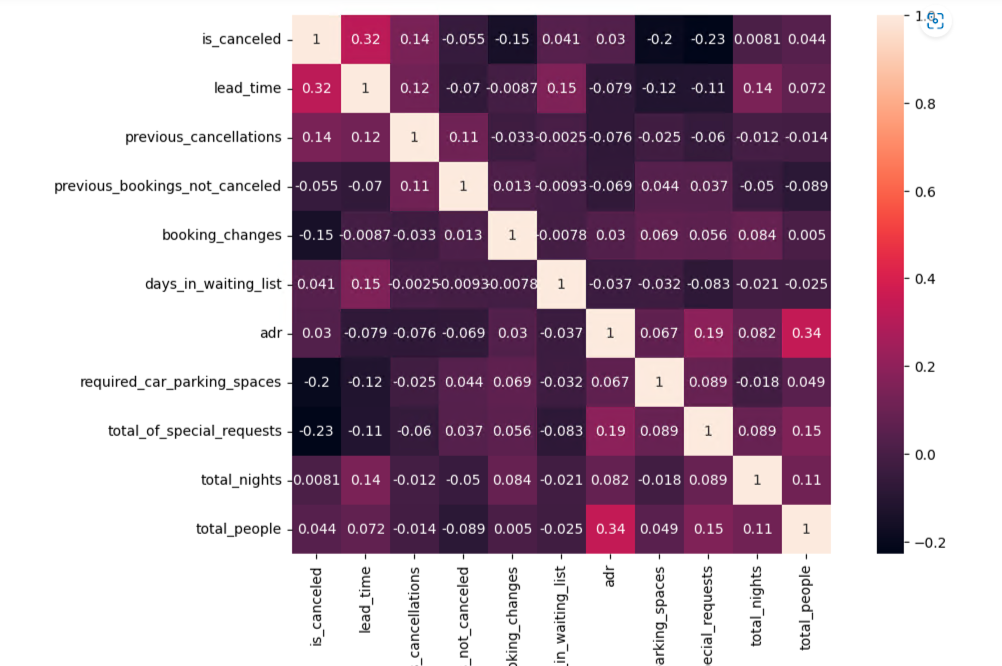 is_canceled 1 0.32 0.14 -0.055 -0.15 0.041 0.03 -0.2 -0.23 0.0081 0.044
lead_time 0.32 1 0.12 -0.07 -0.0087 0.15 -0.079 -0.12 -0.11 0.14 0.072
previous_cancellations 0.14 0.12 1 0.11 -0.033 -0.0025 -0.076 -0.025 -0.06 -0.012 -0.014
previous_bookings_not_canceled -0.055 -0.07 0.11 1 0.013 -0.0093 -0.069 0.044 0.037 -0.05 -0.089
booking_changes -0.15 -0.0087 -0.033 0.013 1 -0.0078 0.03 0.069 0.056 0.084 0.005
days_in_waiting_list 0.041 0.15 -0.0025 -0.0093 -0.0078 1 -0.037 -0.032 -0.083 -0.021 -0.025
adr 0.03 -0.079 -0.076 -0.069 0.03 -0.037 1 0.067 0.19 0.082 0.34
required_car_parking_spaces -0.2 -0.12 -0.025 0.044 0.069 -0.032 0.067 1 0.089 -0.018 0.049
total_of_special_requests -0.23 -0.11 -0.06 0.037 0.056 -0.083 0.19 0.089 1 0.089 0.15
total_nights 0.0081 0.14 -0.012 -0.05 0.084 -0.021 0.082 -0.018 0.089 1 0.11
total_people 0.044 0.072 -0.014 -0.089 0.005 -0.025 0.34 0.049 0.15 0.11 1
is_canceled
lead_time
_cancellations
_not_canceled
oking_changes
_in_waiting_list
adr
arking_spaces
ecial_requests
total_nights
total_people
0.8
0.6
0.4
0.2
0.0
−0.2